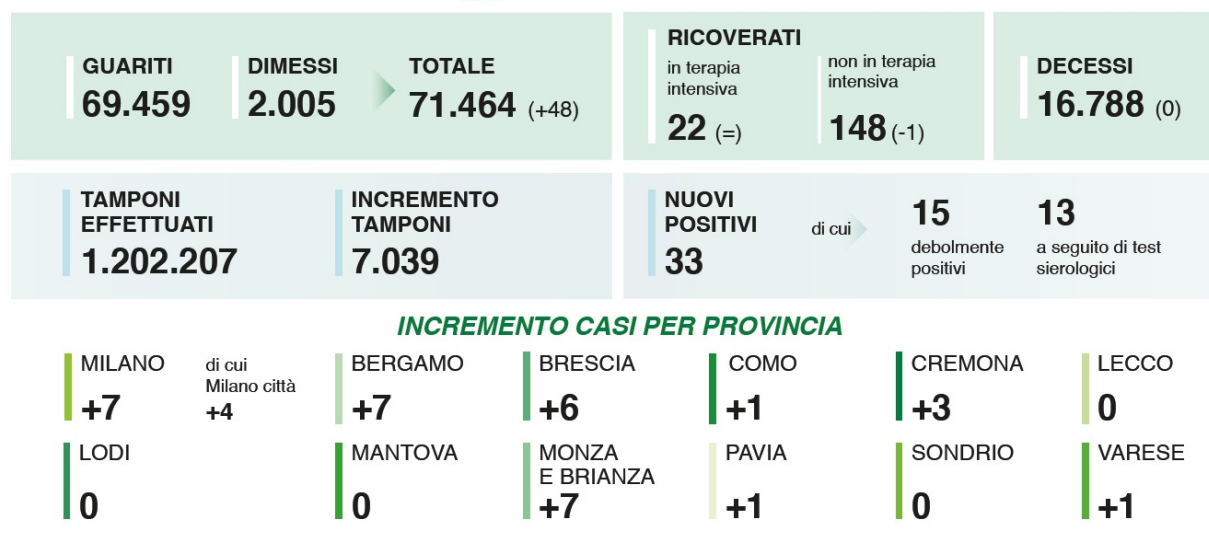 GUARITI
69.459
DIMESSI
2.005
TOTALE
71.464 (+48)
RICOVERATI
in terapia
intensiva
22 (=)
non in terapia
intensiva
148 (-1)
DECESSI
16.788 (0)
TAMPONI
EFFETTUATI
1.202.207
INCREMENTO
TAMPONI
7.039
NUOVI
POSITIVI
33
di cui
15
debolmente
positivi
13
a seguito di test
sierologici
INCREMENTO CASI PER PROVINCIA
MILANO
+7
di cui
Milano città
+4
BERGAMO
+7
BRESCIA
+6
COMO
+1
CREMONA
+3
LECCO
0
LODI
0
MANTOVA
0
MONZA
E BRIANZA
+7
PAVIA
+1
SONDRIO
0
VARESE
+1